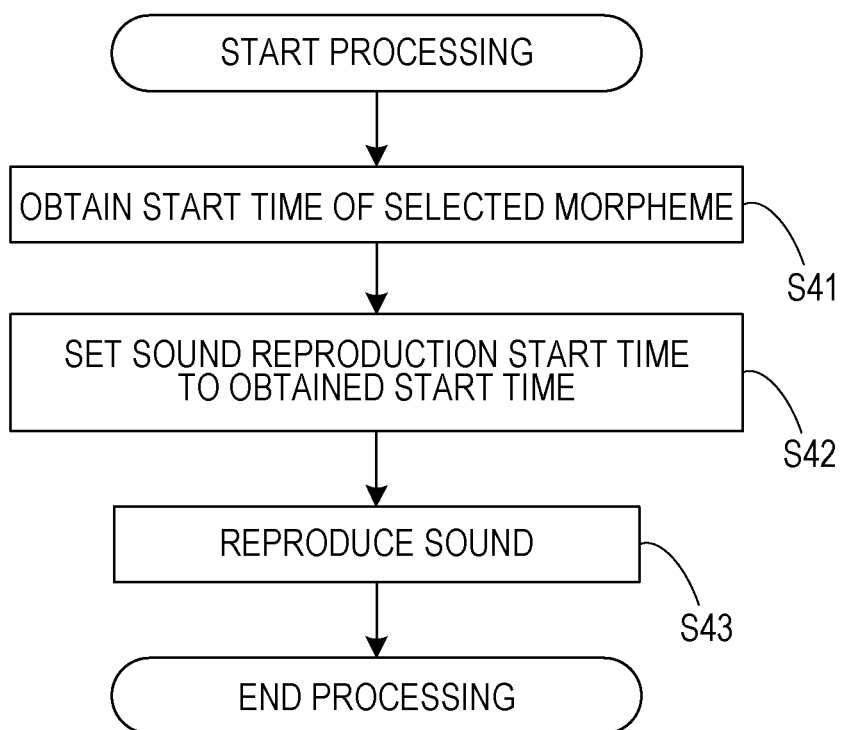 START PROCESSING
OBTAIN START TIME OF SELECTED MORPHEME
S41
SET SOUND REPRODUCTION START TIME
TO OBTAINED START TIME
S42
REPRODUCE SOUND
S43
END PROCESSING